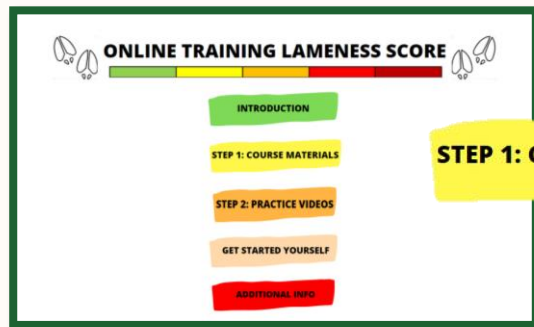 ONLINE TRAINING LAMENESS SCORE
INTRODUCTION
STEP 1: COURSE MATERIALS
STEP 2: PRACTICE VIDEOS
GET STARTED YOURSELF
ADDITIONAL INFO
STEP 1: